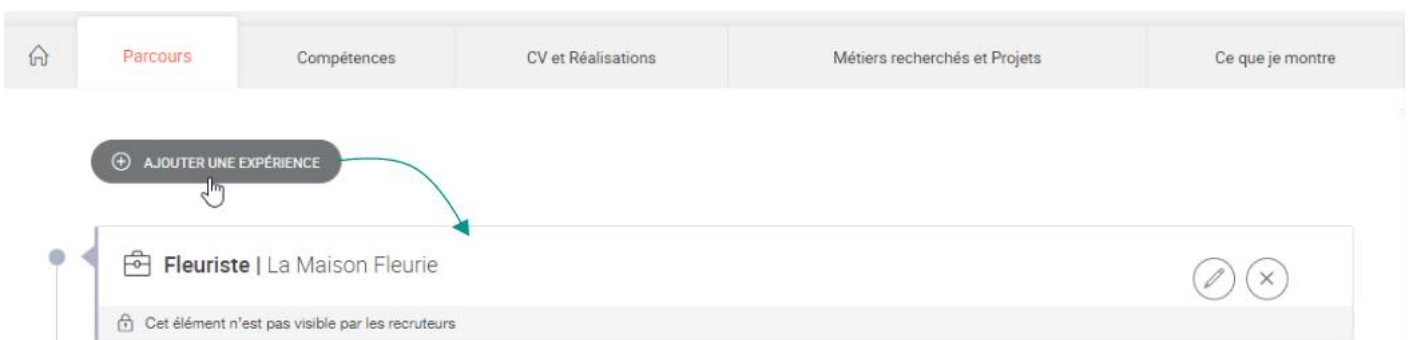 Parcours Compétences CV et Réalisations Métiers recherchés et Projets Ce que je montre
AJOUTER UNE EXPÉRIENCE
Fleuriste | La Maison Fleurie
Cet élément n'est pas visible par les recruteurs